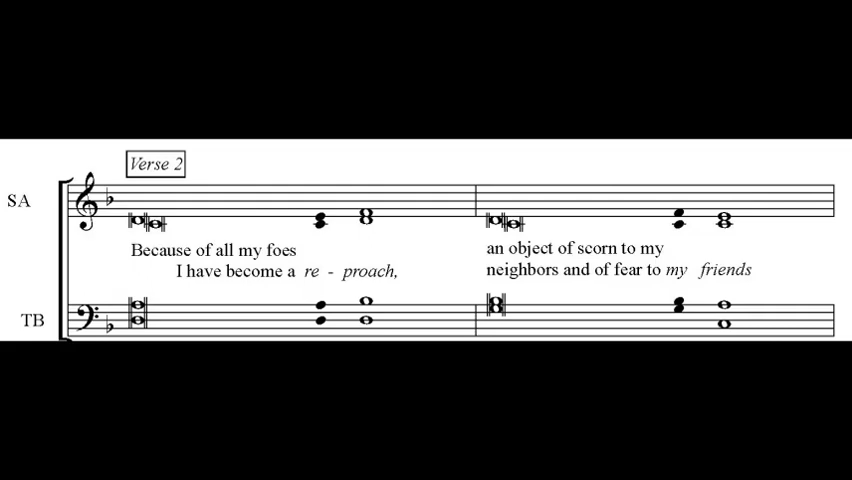 Verse 2
SA
Because of all my foes
I have become a re - proach,
an object of scorn to my
neighbors and of fear to my friends
TB